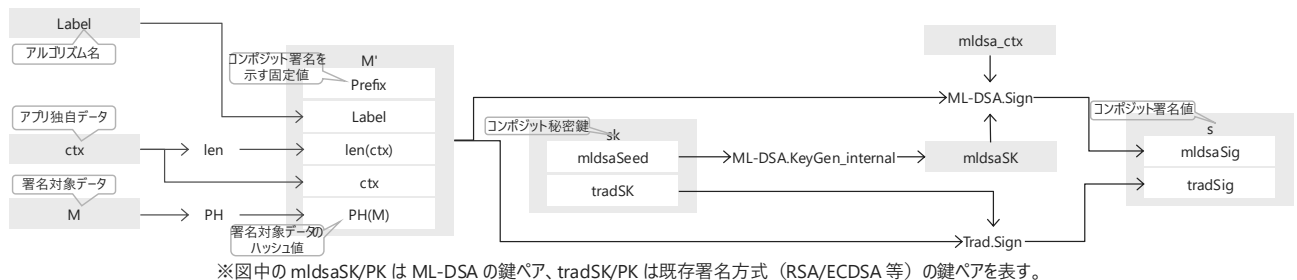 Label
アルゴリズム名
アプリ独自データ
ctx
署名対象データ
M
len
PH
コンポジット署名を
示す固定値
M'
Prefix
Label
len(ctx)
ctx
PH(M)
署名対象データの
ハッシュ値
コンポジット秘密鍵
sk
mldsaSeed
tradSK
ML-DSA.KeyGen_internal
mldsa_ctx
ML-DSA.Sign
mldsaSK
Trad.Sign
コンポジット署名値
s
mldsaSig
tradSig
※図中の mldsaSK/PK は ML-DSA の鍵ペア、tradSK/PK は既存署名方式（RSA/ECDSA 等）の鍵ペアを表す。